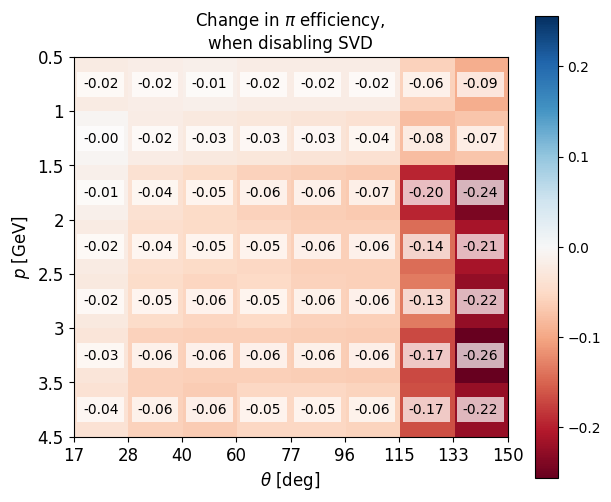 Change in π efficiency,
when disabling SVD
0.5
-0.02 -0.02 -0.01 -0.02 -0.02 -0.02 -0.06 -0.09
1
-0.00 -0.02 -0.03 -0.03 -0.03 -0.04 -0.08 -0.07
1.5
-0.01 -0.04 -0.05 -0.06 -0.06 -0.07 -0.20 -0.24
2
-0.02 -0.04 -0.05 -0.05 -0.06 -0.06 -0.14 -0.21
2.5
-0.02 -0.05 -0.06 -0.06 -0.06 -0.06 -0.13 -0.22
3
-0.03 -0.06 -0.06 -0.06 -0.06 -0.06 -0.17 -0.26
3.5
-0.04 -0.06 -0.06 -0.05 -0.05 -0.06 -0.17 -0.22
4.5
p [GeV]
17 28 40 60 77 96 115 133 150
θ [deg]
0.2
0.1
0.0
−0.1
−0.2